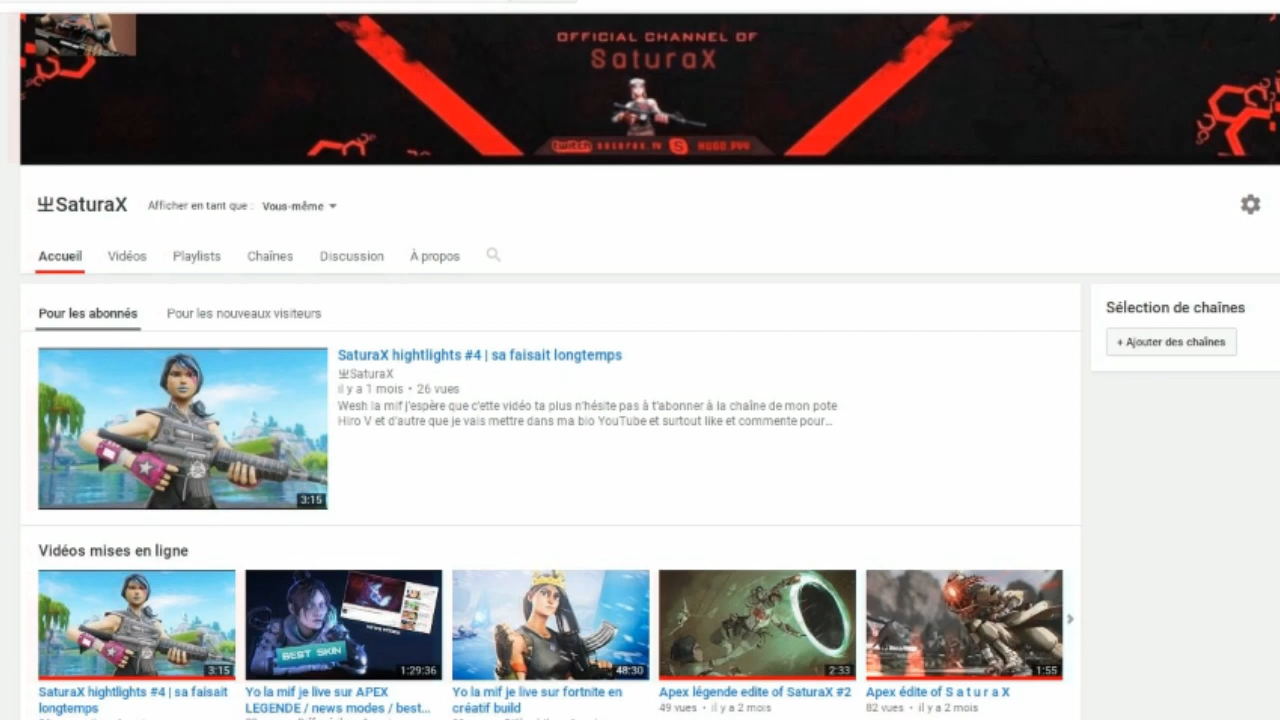 OFFICIAL CHANNEL OF
SaturaX
twitch
SaturaX
Afficher en tant que : Vous-même
Accueil Vidéos Playlists Chaînes Discussion À propos
Pour les abonnés Pour les nouveaux visiteurs
Sélection de chaînes
+ Ajouter des chaînes
SaturaX hightlights #4 | sa faisait longtemps
SaturaX
il y a 1 mois • 26 vues
Wesh la mif j'espère que c'ette vidéo ta plus n'hésite pas à t'abonner à la chaîne de mon pote
Hiro V et d'autre que je vais mettre dans ma bio YouTube et surtout like et commente pour...
3:15
Vidéos mises en ligne
3:15
BEST SKIN
1:29:36
48:30
2:33
1:55
SaturaX hightlights #4 | sa faisait
longtemps
Yo la mif je live sur APEX
LEGENDE / news modes / best...
Yo la mif je live sur fortnite en
créatif build
Apex légende edite of SaturaX #2
49 vues • il y a 2 mois
Apex édite of S a t u r a X
82 vues • il y a 2 mois